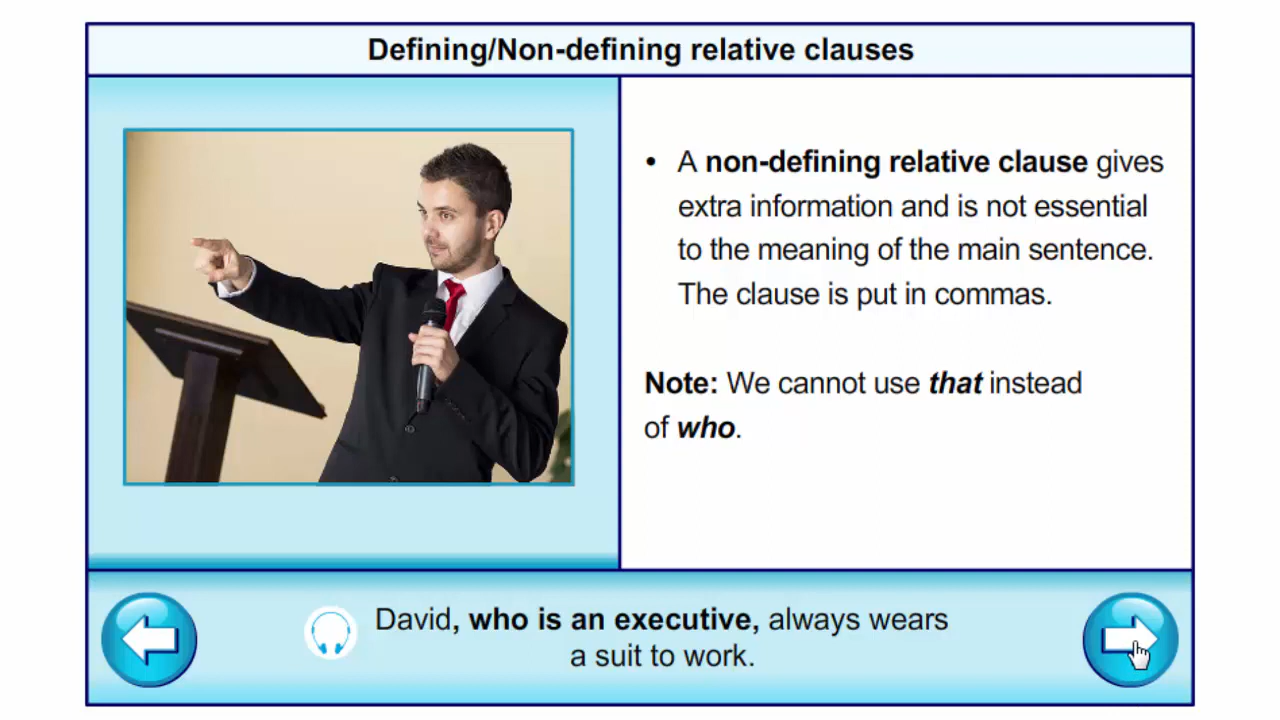 Defining/Non-defining relative clauses
• A non-defining relative clause gives
extra information and is not essential
to the meaning of the main sentence.
The clause is put in commas.
Note: We cannot use that instead
of who.
David, who is an executive, always wears
a suit to work.